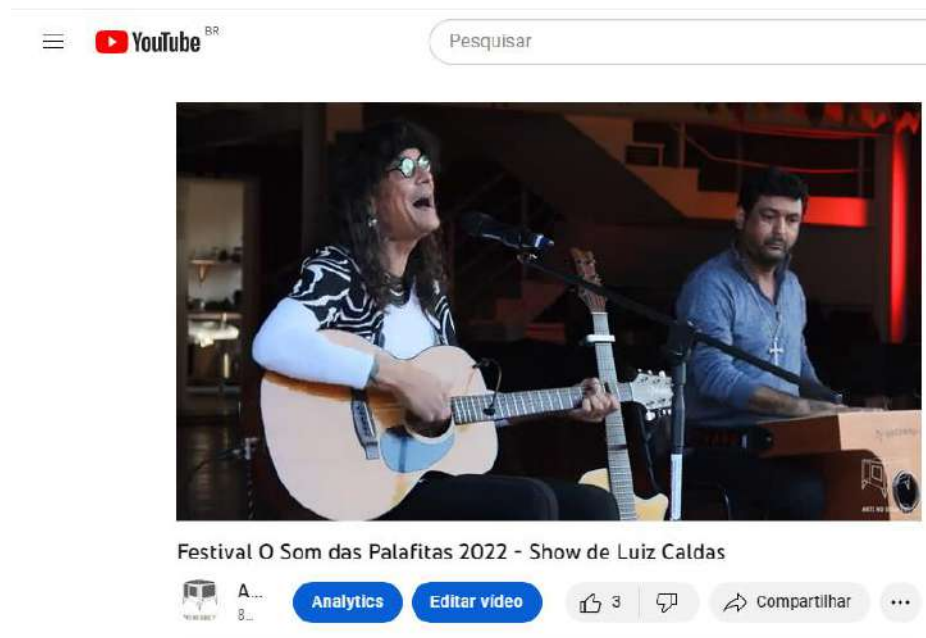 YouTube BR
Pesquisar
Festival O Som das Palafitas 2022 - Show de Luiz Caldas
A...
8...
Analytics
Editar vídeo
3
Compartilhar